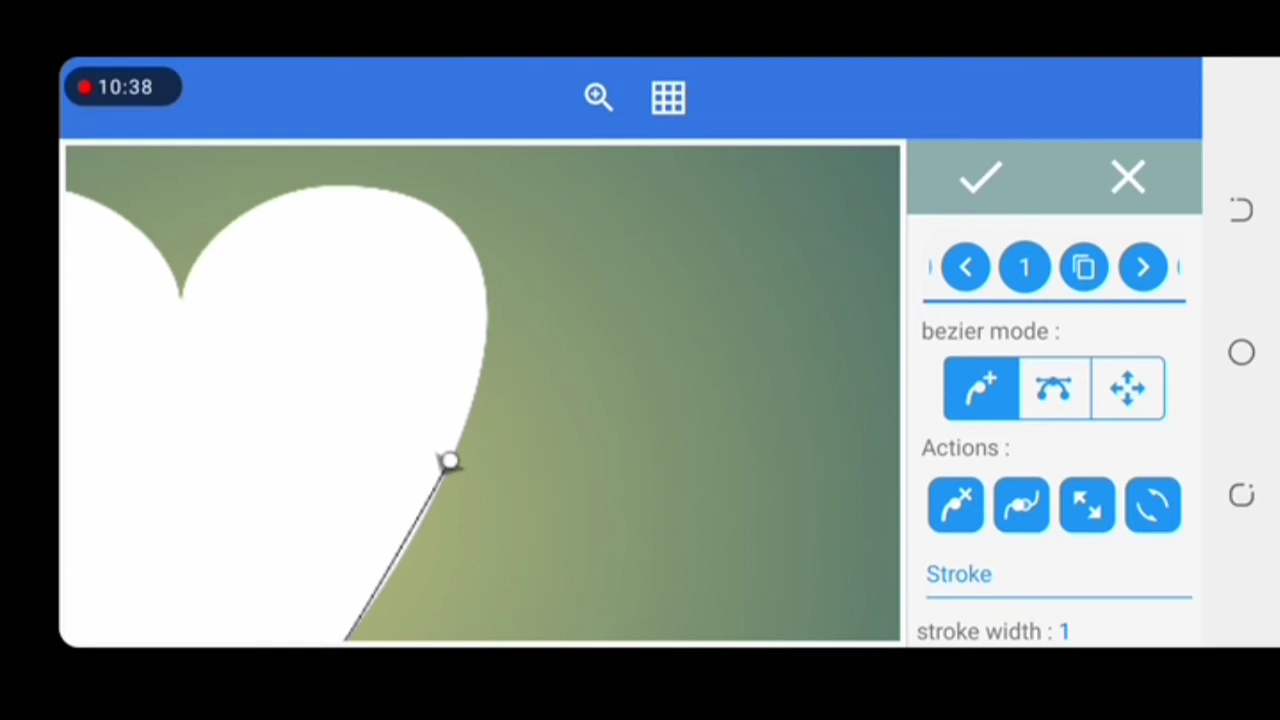 10:38
1
bezier mode :
Actions :
Stroke
stroke width : 1